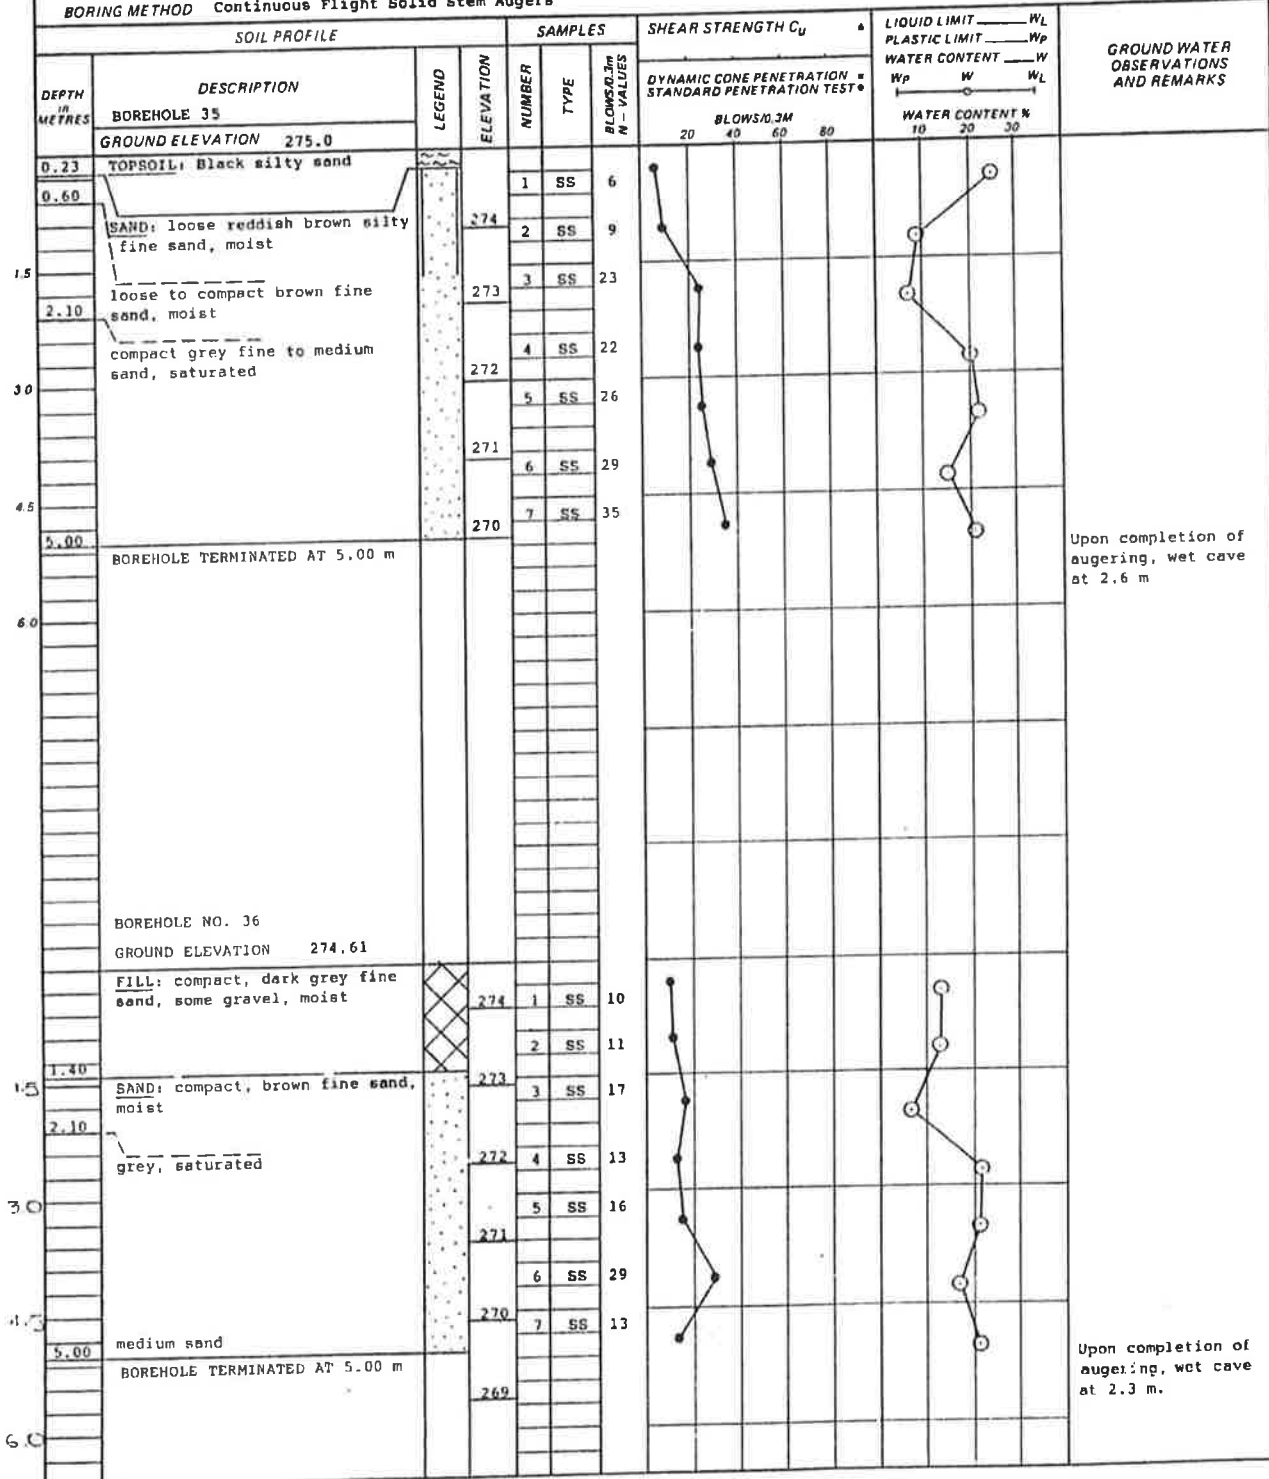 BORING METHOD Continuous Flight Solid Stem Augers
SOIL PROFILE
SAMPLES
SHEAR STRENGTH Cu
LIQUID LIMIT WL
PLASTIC LIMIT Wp
WATER CONTENT W
Wp W WL
GROUND WATER
OBSERVATIONS
AND REMARKS
DEPTH
in
METRES
DESCRIPTION
LEGEND
ELEVATION
NUMBER
TYPE
BLOWS/0.3m
N - VALUES
DYNAMIC CONE PENETRATION
STANDARD PENETRATION TEST
BLOWS/0.3M
20 40 60 80
WATER CONTENT %
10 20 30
BOREHOLE 35
GROUND ELEVATION 275.0
0.23 TOPSOIL: Black silty sand
1 SS 6
0.60
SAND: loose reddish brown silty
fine sand, moist
274
2 SS 9
1.5
3 SS 23
loose to compact brown fine
sand, moist
273
2.10
compact grey fine to medium
sand, saturated
4 SS 22
272
3.0
5 SS 26
271
6 SS 29
4.5
7 SS 35
270
5.00
BOREHOLE TERMINATED AT 5.00 m
Upon completion of
augering, wet cave
at 2.6 m
6.0
BOREHOLE NO. 36
GROUND ELEVATION 274.61
FILL: compact, dark grey fine
sand, some gravel, moist
274 1 SS 10
2 SS 11
1.40
1.5
SAND: compact, brown fine sand,
moist
273
3 SS 17
2.10
grey, saturated
272 4 SS 13
3.0
5 SS 16
271
6 SS 29
4.5
270
7 SS 13
medium sand
5.00
BOREHOLE TERMINATED AT 5.00 m
Upon completion of
augering, wet cave
at 2.3 m.
269
6.0